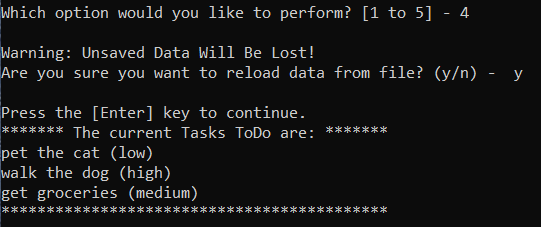 Which option would you like to perform? [1 to 5] - 4
Warning: Unsaved Data Will Be Lost!
Are you sure you want to reload data from file? (y/n) -  y
Press the [Enter] key to continue.
******* The current Tasks ToDo are: *******
pet the cat (low)
walk the dog (high)
get groceries (medium)
*******************************************